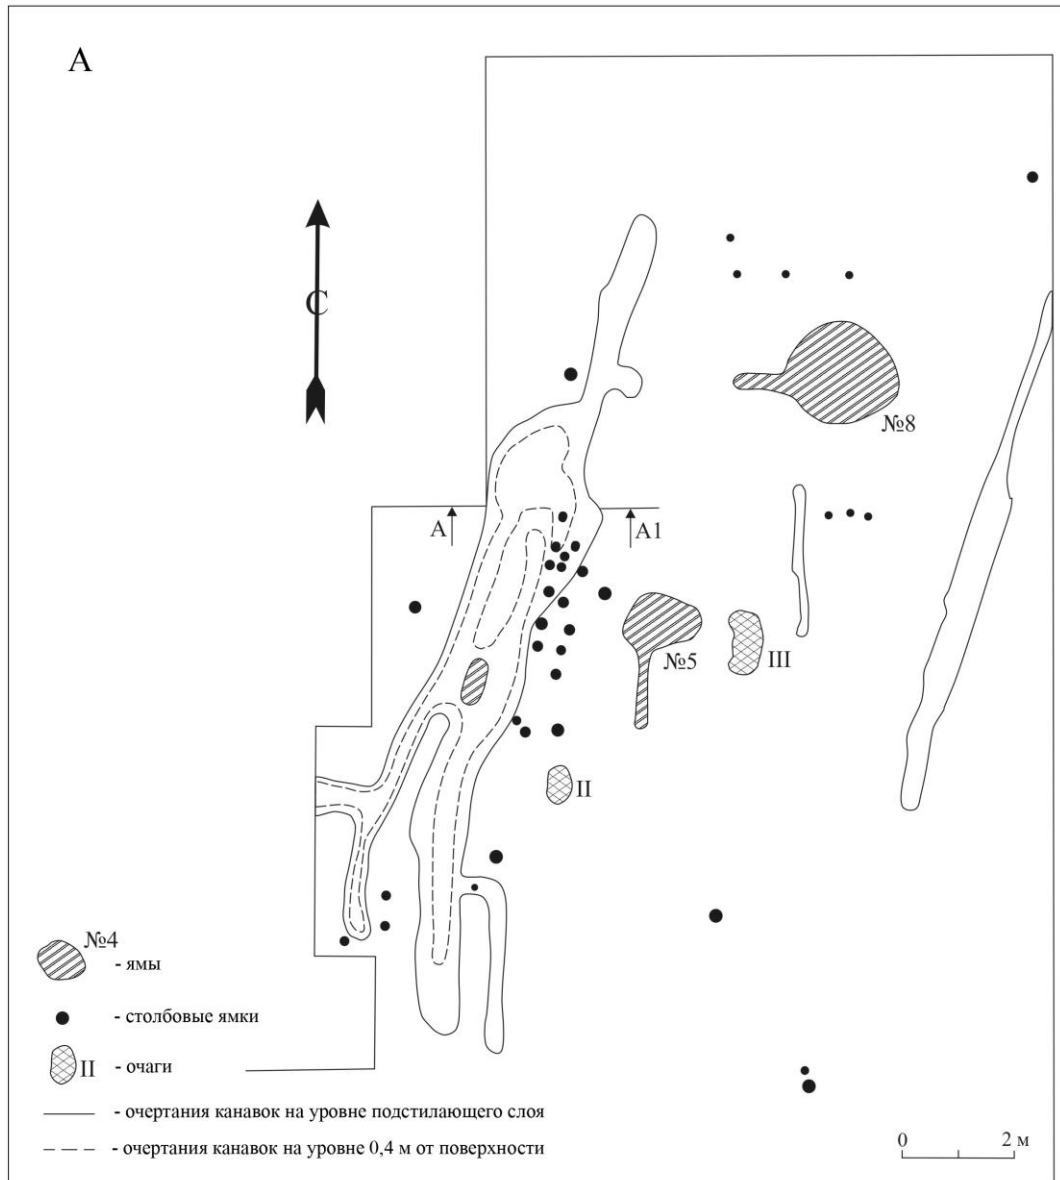 А
С
№8
А
А1
№5
III
II
№4
- ямы
- столбовые ямки
II
- очаги
- очертания канавок на уровне подстилающего слоя
- очертания канавок на уровне 0,4 м от поверхности
0
2 м